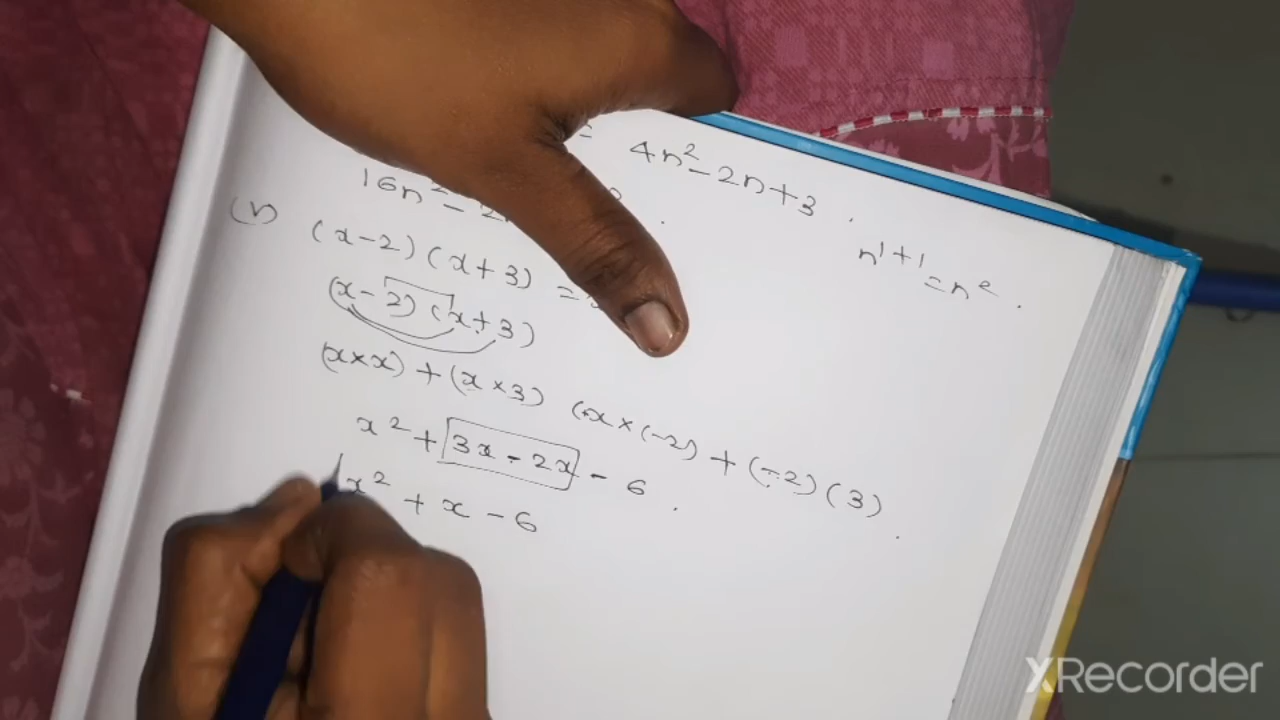 = 4n² - 2n + 3 .
16n² - 2n
(v) (x - 2) (x + 3) =
n¹⁺¹ = n² .
(x - 2) (x + 3)
(x × x) + (x × 3) (x × (-2) + (-2) (3)
x² + 3x - 2x - 6 .
x² + x - 6
XRecorder